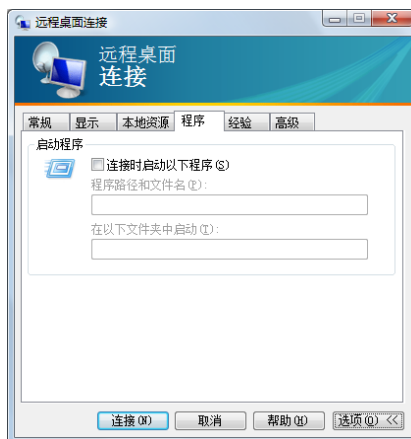 远程桌面连接
远程桌面
连接
常规 显示 本地资源 程序 经验 高级
启动程序
连接时启动以下程序(S)
程序路径和文件名(P):
在以下文件夹中启动(I):
连接(N) 取消 帮助(H) 选项(O) <<